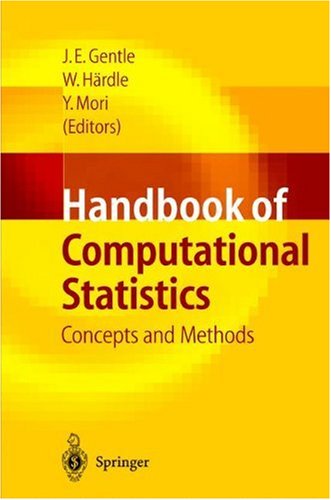 J. E. Gentle
W. Härdle
Y. Mori
(Editors)
Handbook of
Computational
Statistics
Concepts and Methods
Springer